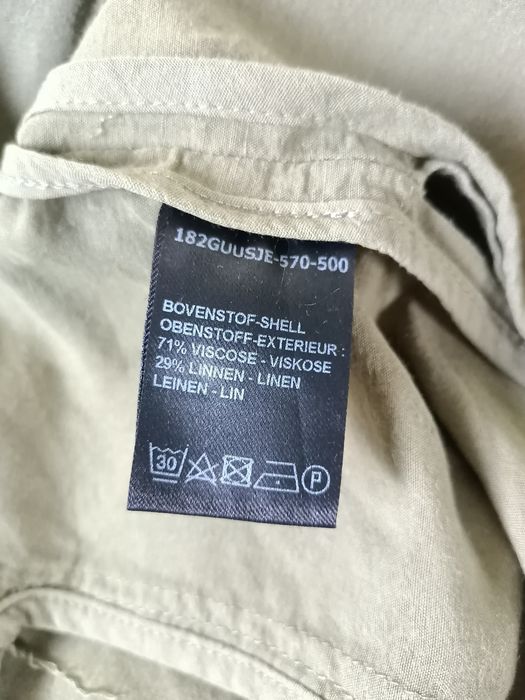 182GUUSJE-570-500
BOVENSTOF-SHELL
OBENSTOFF-EXTERIEUR :
71% VISCOSE - VISKOSE
29% LINNEN - LINEN
LEINEN - LIN
30
P